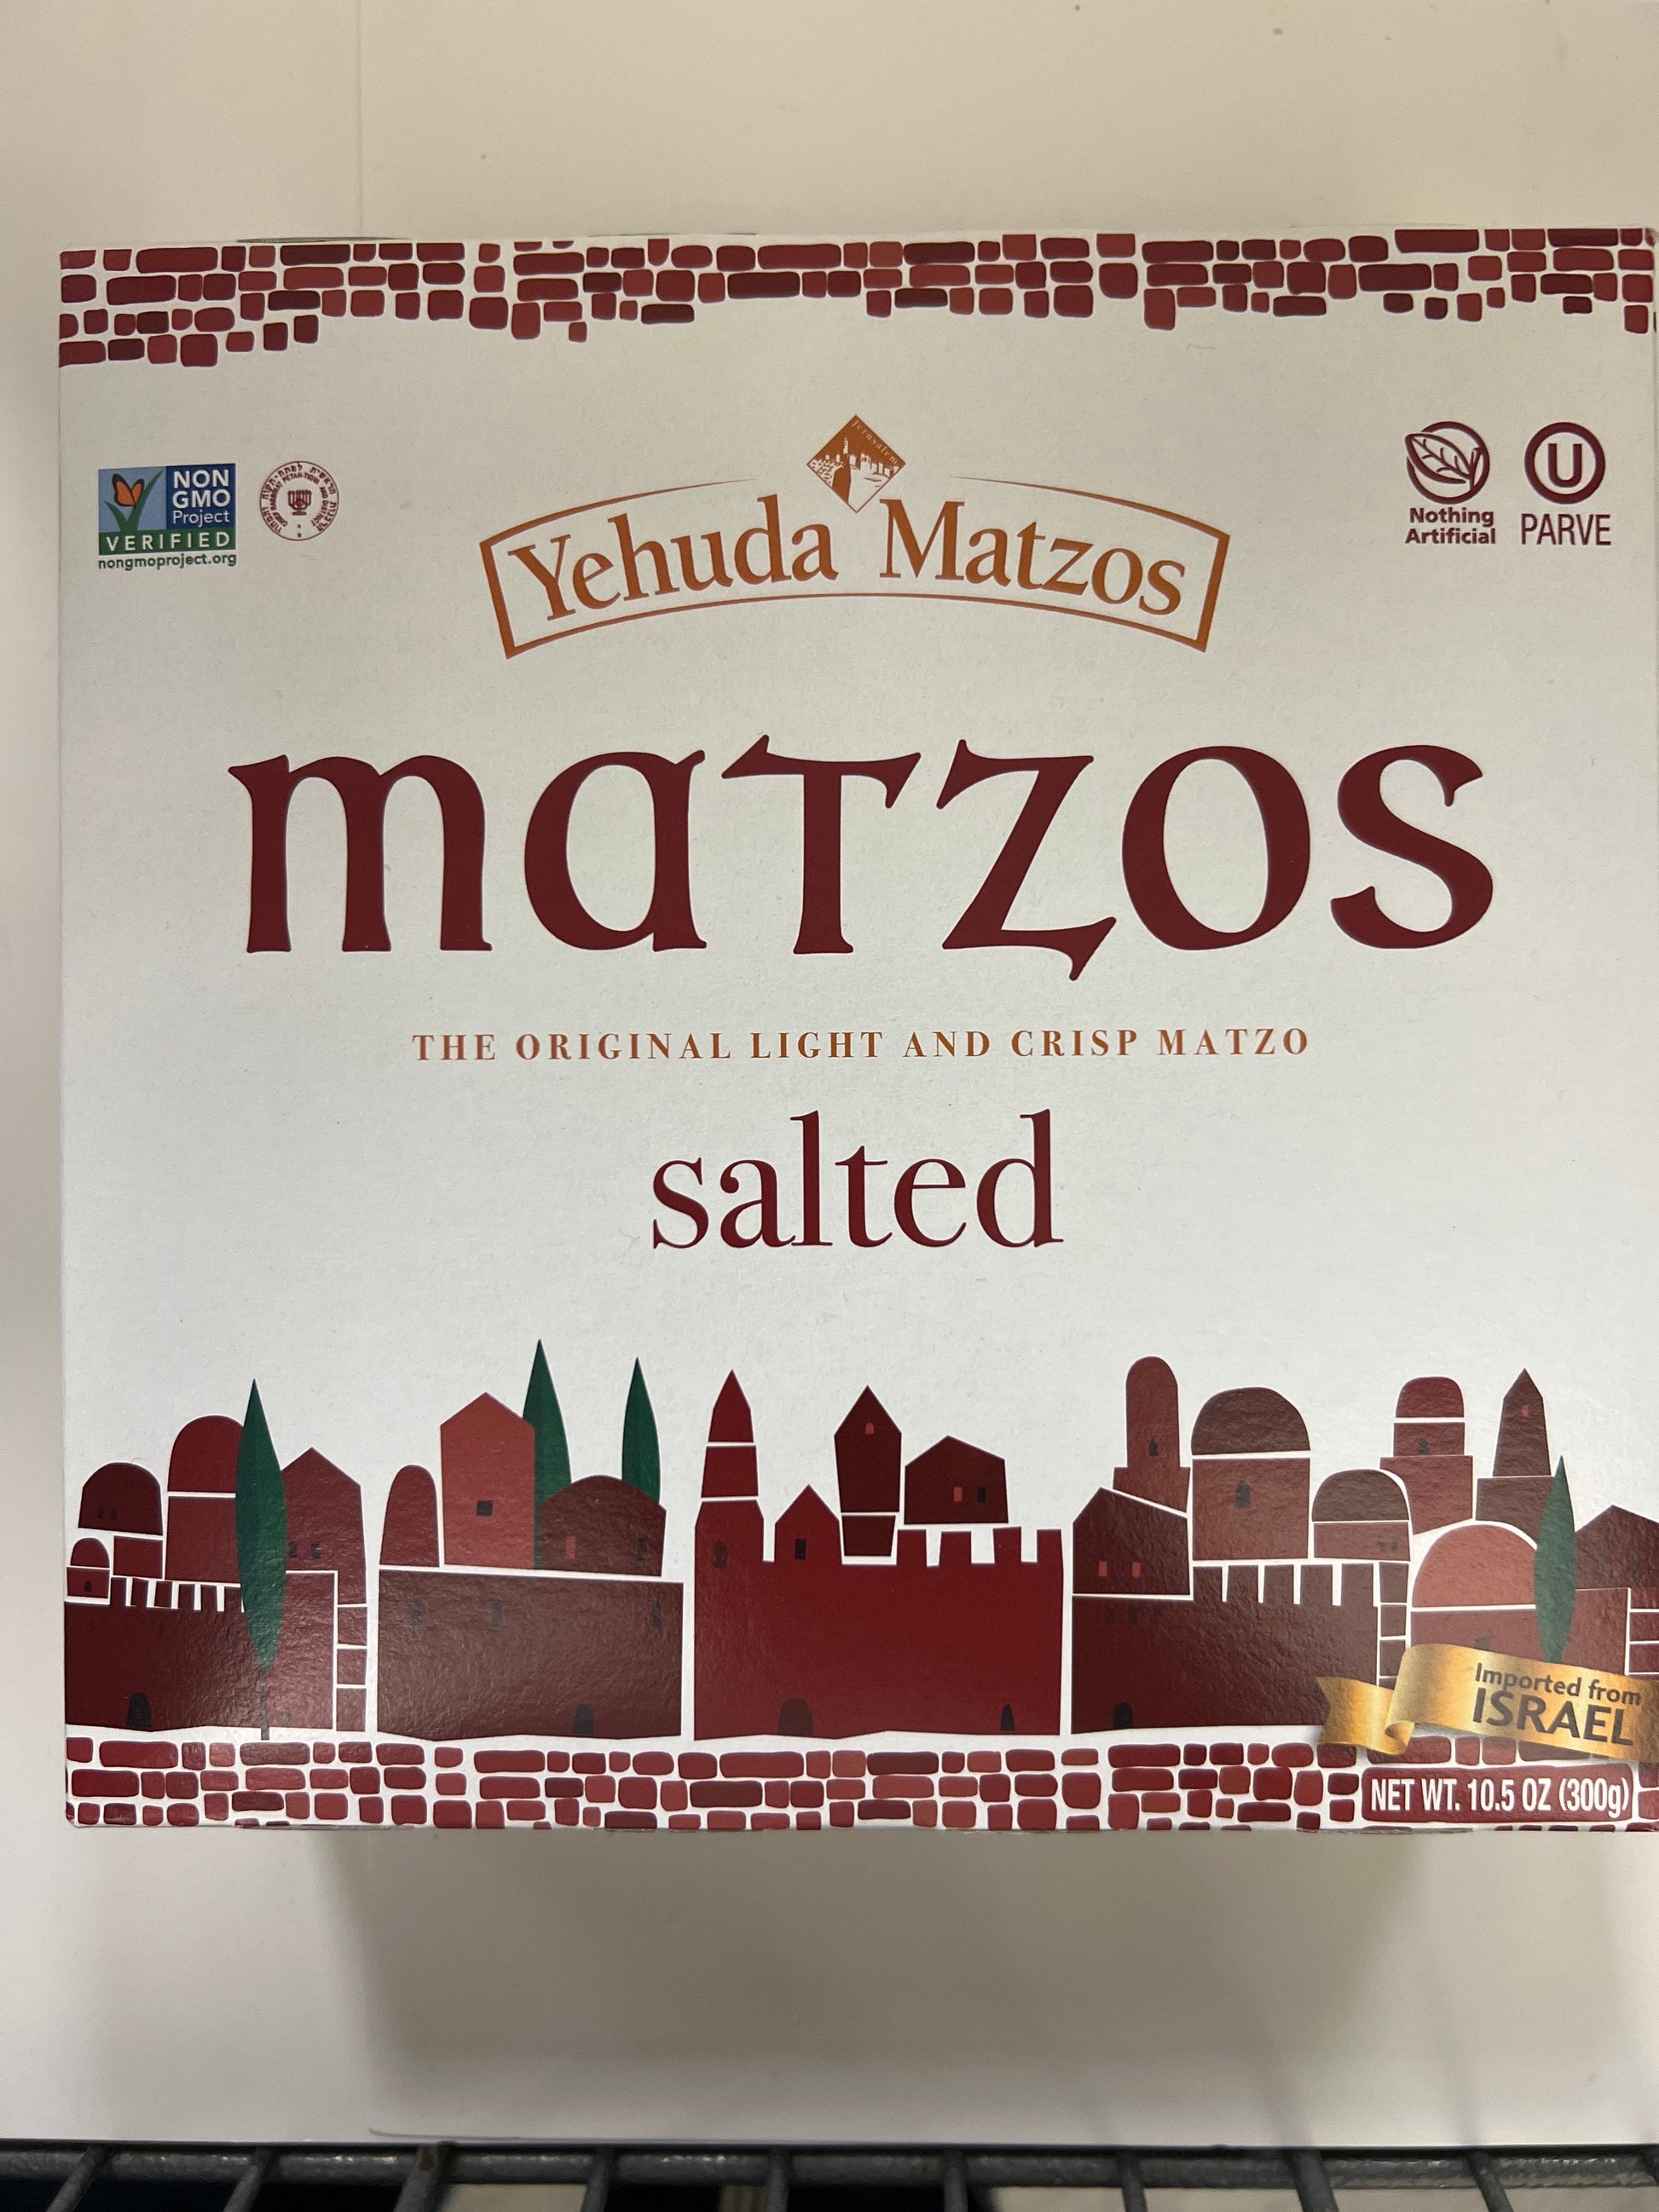 NON
GMO
Project
VERIFIED
nongmoproject.org
Jerusalem
Yehuda Matzos
Nothing
Artificial
U
PARVE
matzos
THE ORIGINAL LIGHT AND CRISP MATZO
salted
Imported from
ISRAEL
NET WT. 10.5 OZ (300g)